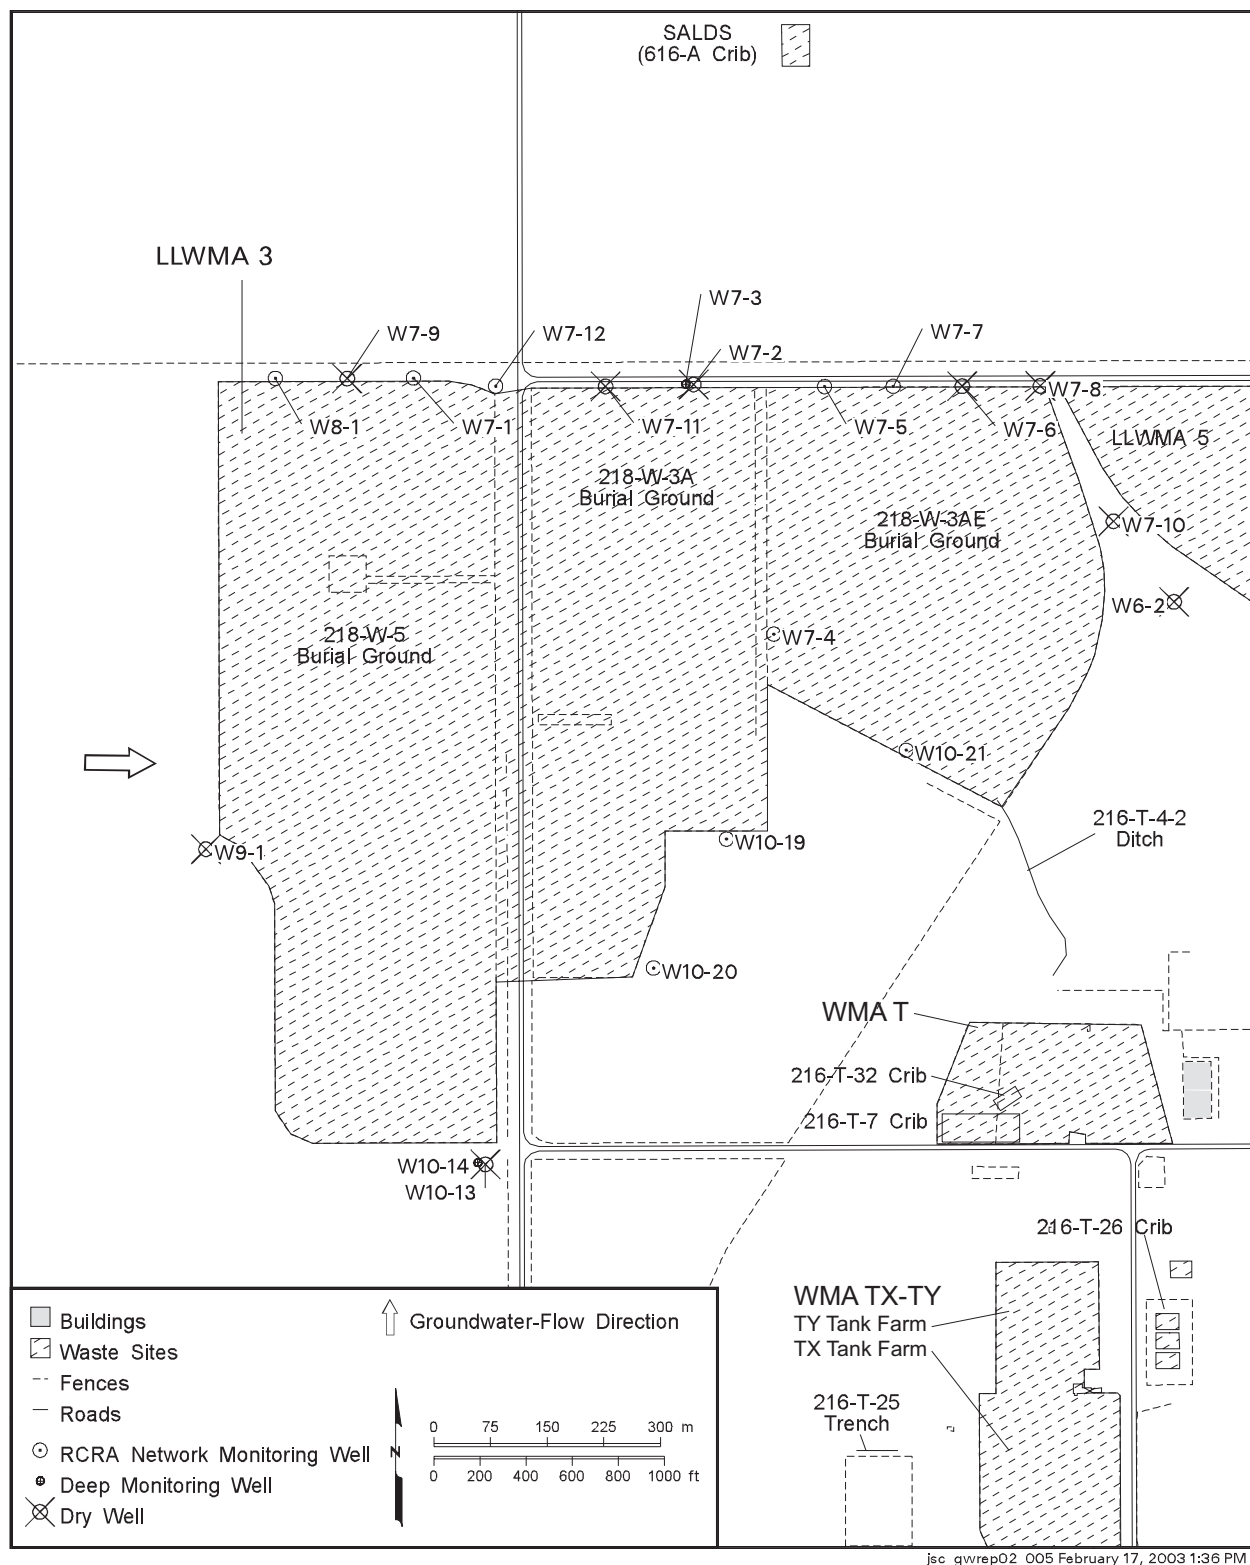 SALDS
(616-A Crib)
LLWMA 3
W7-3
W7-9
W7-12
W7-7
W7-2
W7-8
W8-1
W7-1
W7-11
W7-5
W7-6
LLWMA 5
218-W-3A
Burial Ground
218-W-3AE
Burial Ground
W7-10
W6-2
218-W-5
Burial Ground
W7-4
W10-21
216-T-4-2
Ditch
W9-1
W10-19
W10-20
WMA T
216-T-32 Crib
216-T-7 Crib
W10-14
W10-13
216-T-26 Crib
WMA TX-TY
TY Tank Farm
TX Tank Farm
216-T-25
Trench
Buildings
Waste Sites
Fences
Roads
RCRA Network Monitoring Well
Deep Monitoring Well
Dry Well
Groundwater-Flow Direction
N
0 75 150 225 300 m
0 200 400 600 800 1000 ft
jsc_gwrep02_005 February 17, 2003 1:36 PM